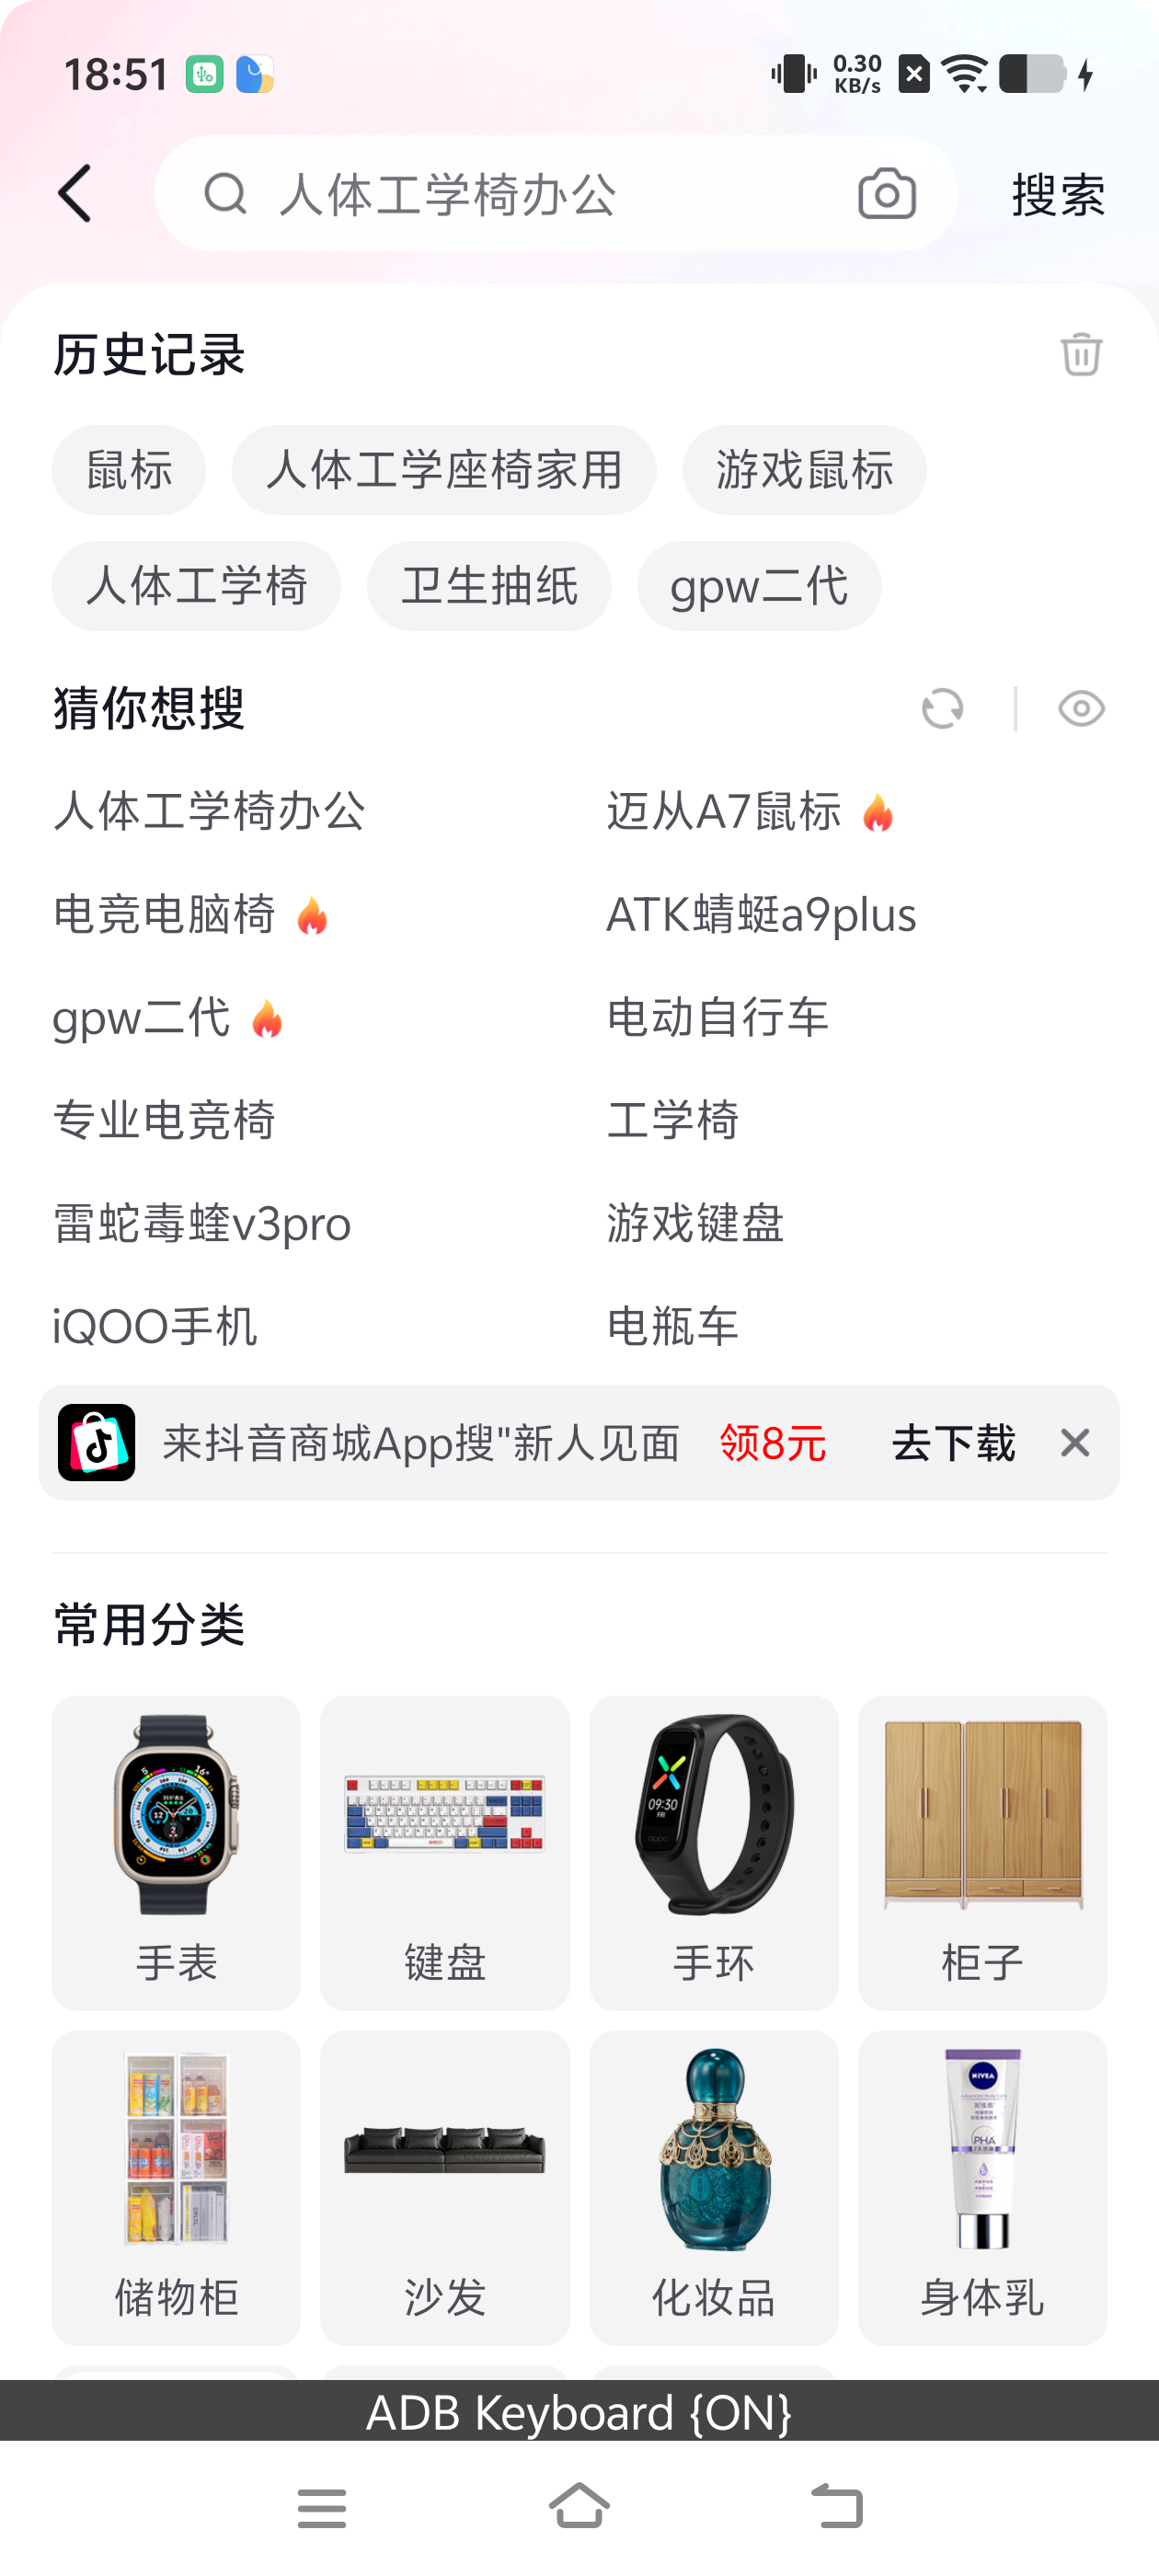 18:51
0.30
KB/s
人体工学椅办公
搜索
历史记录
鼠标
人体工学座椅家用
游戏鼠标
人体工学椅
卫生抽纸
gpw二代
猜你想搜
人体工学椅办公
迈从A7鼠标
电竞电脑椅
ATK蜻蜓a9plus
gpw二代
电动自行车
专业电竞椅
工学椅
雷蛇毒蝰v3pro
游戏键盘
iQOO手机
电瓶车
来抖音商城App搜"新人见面 领8元 去下载
常用分类
09:30
FRI
oppo
手表
键盘
手环
柜子
NIVEA
PHA
储物柜
沙发
化妆品
身体乳
ADB Keyboard {ON}